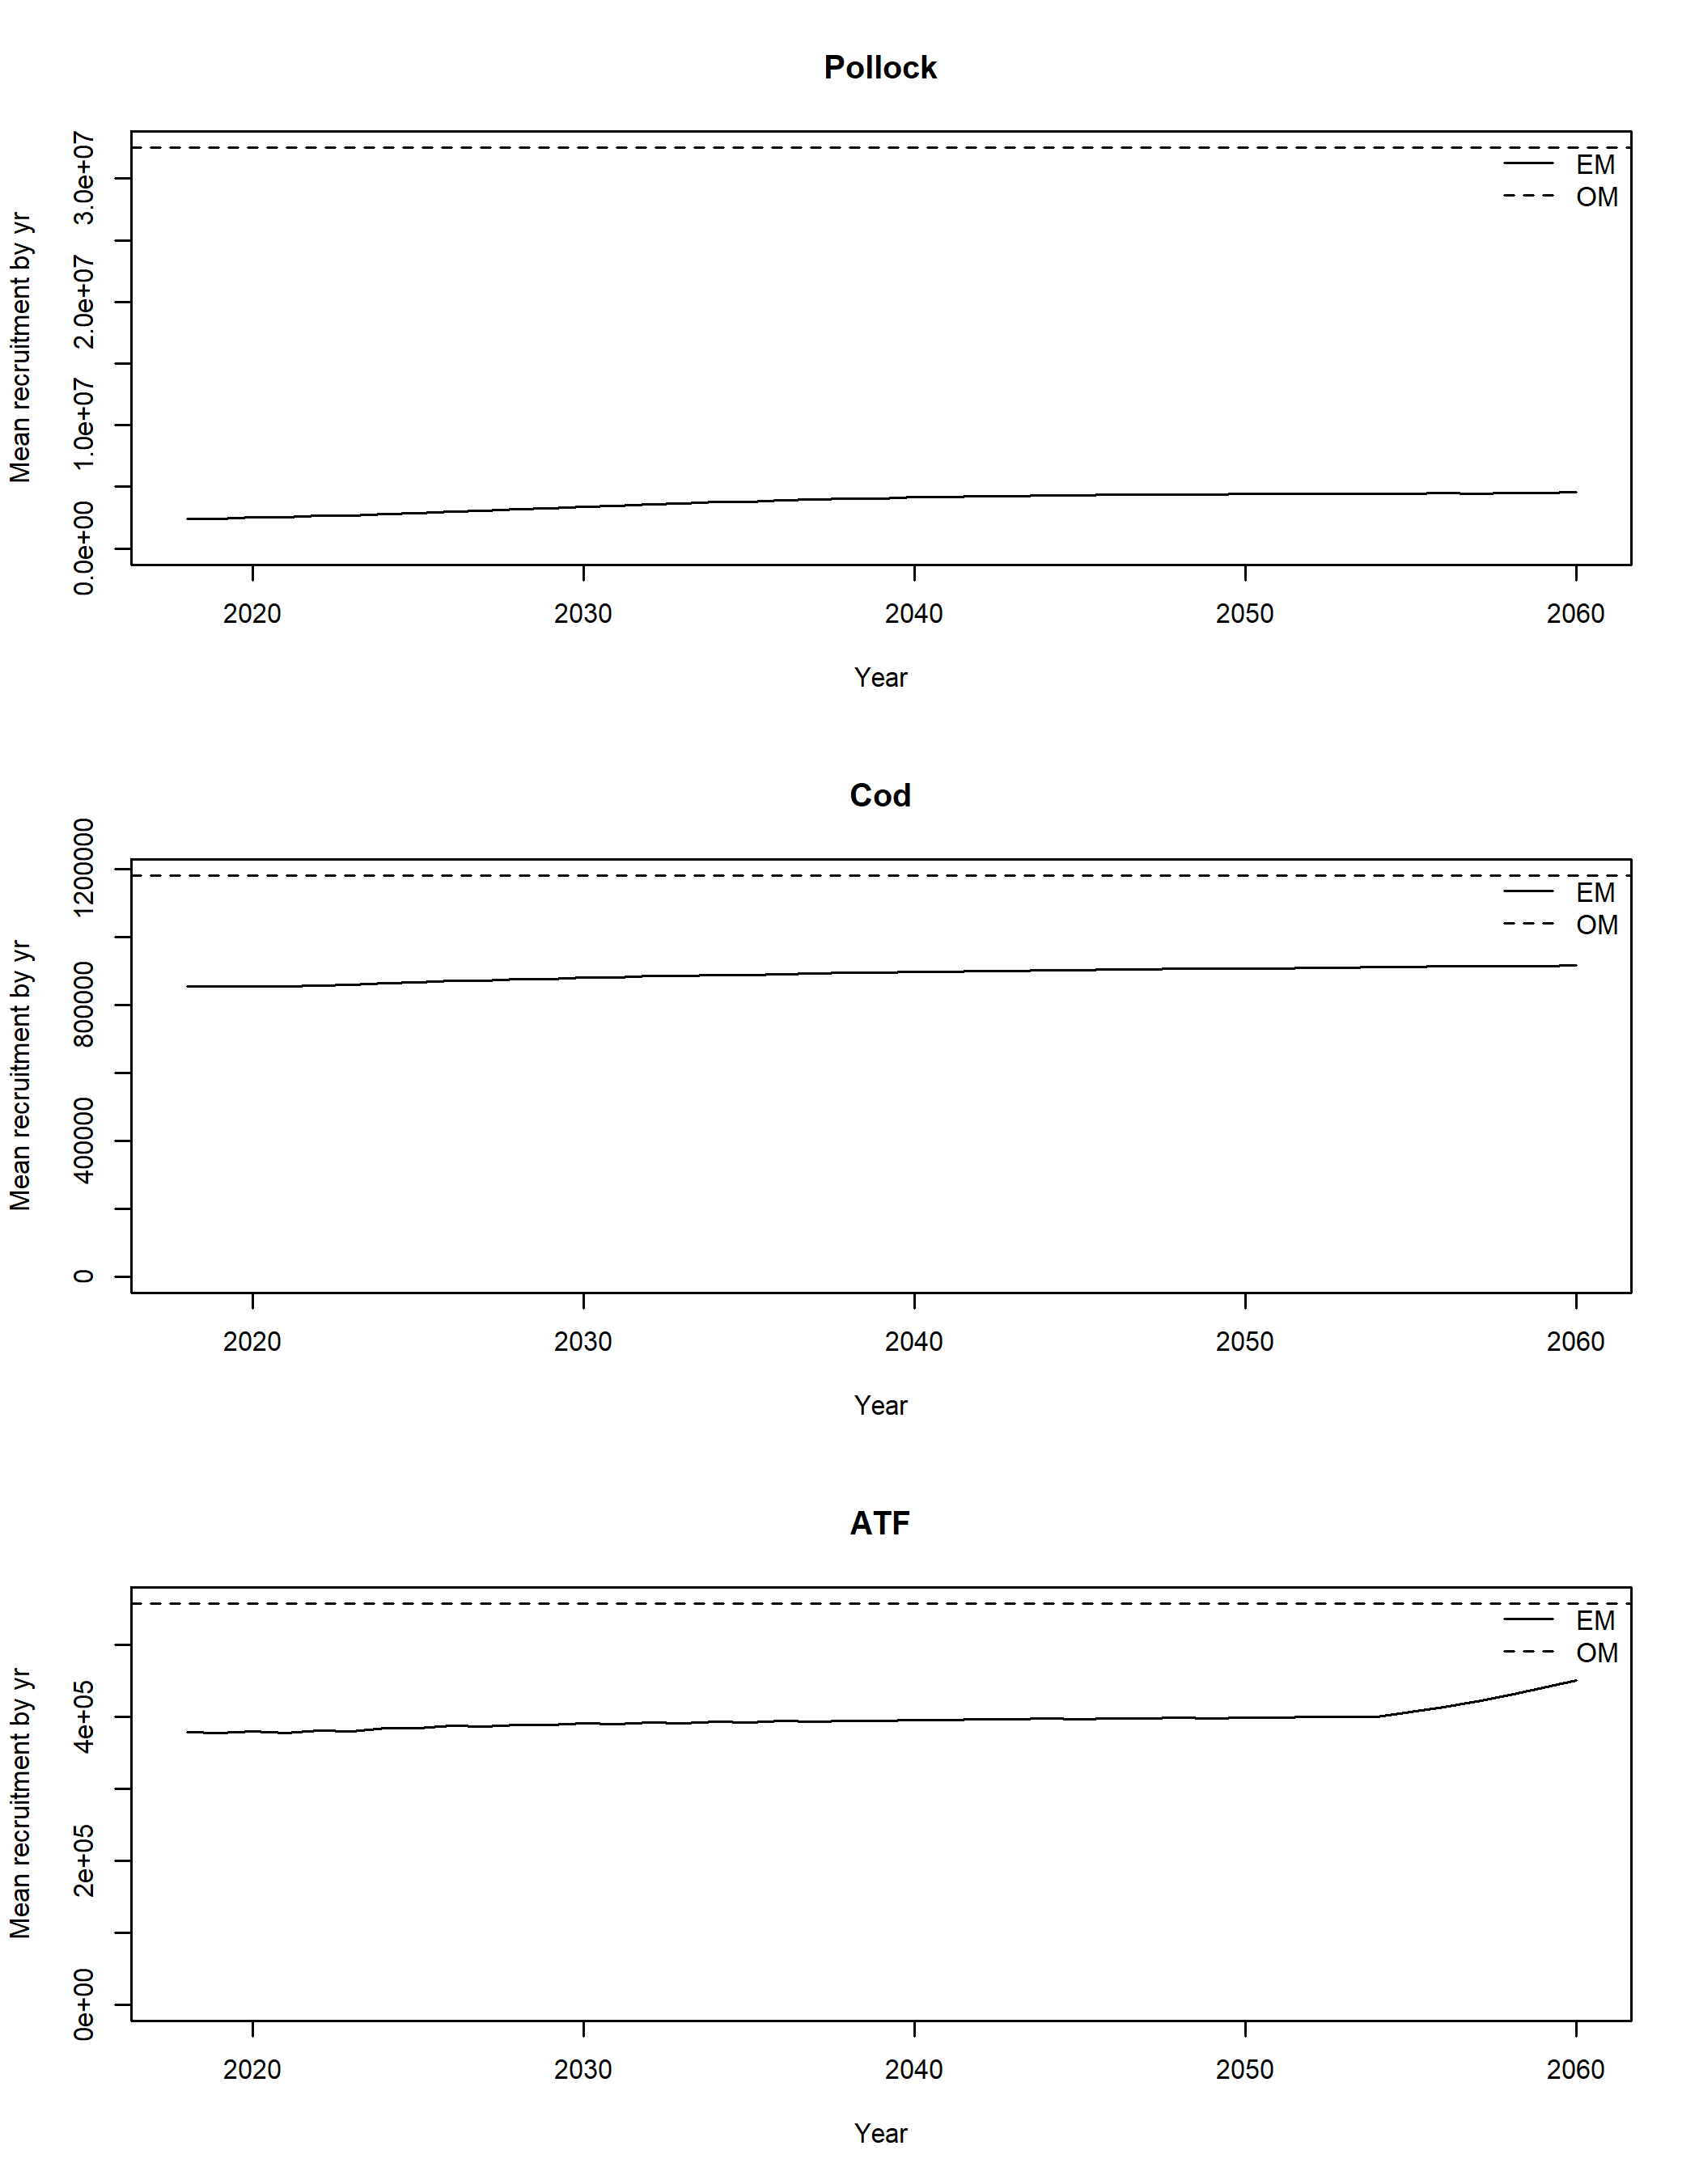 Pollock
Mean recruitment by yr
3.0e+07
2.0e+07
1.0e+07
0.0e+00
EM
OM
2020 2030 2040 2050 2060
Year
Cod
Mean recruitment by yr
1200000
800000
400000
0
EM
OM
2020 2030 2040 2050 2060
Year
ATF
Mean recruitment by yr
4e+05
2e+05
0e+00
EM
OM
2020 2030 2040 2050 2060
Year